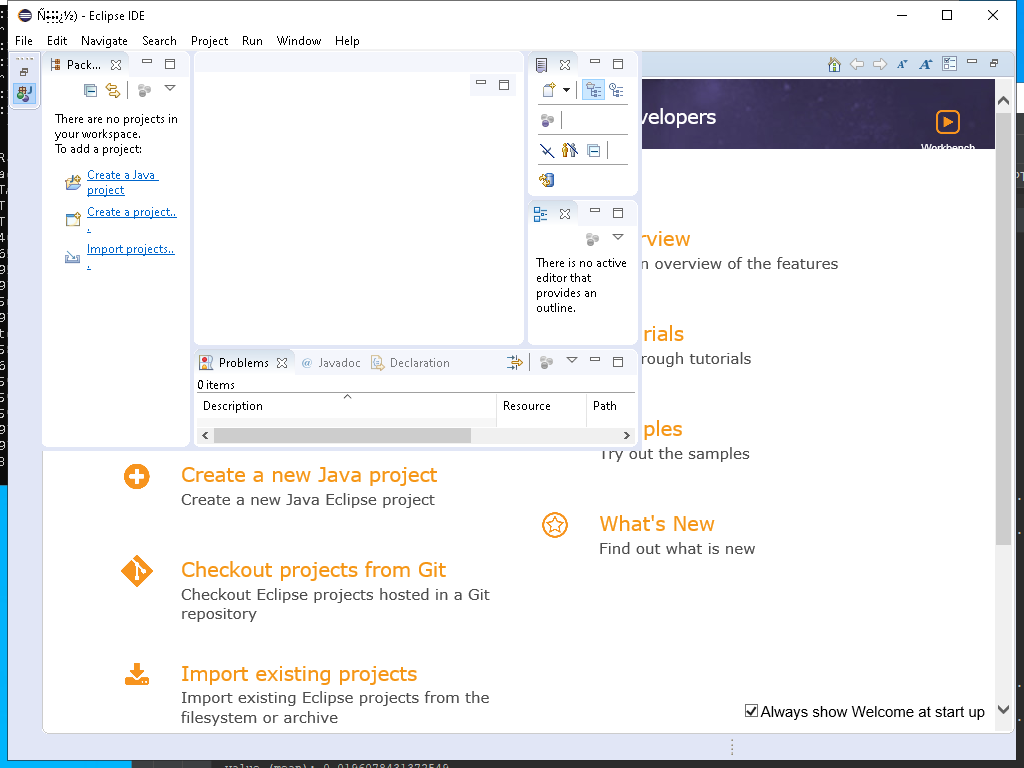 - Eclipse IDE
File Edit Navigate Search Project Run Window Help
Pack...
There are no projects in
your workspace.
To add a project:
Create a Java
project
Create a project..
.
Import projects..
.
There is no active
editor that
provides an
outline.
Problems @ Javadoc Declaration
0 items
Description Resource Path
velopers
Workbench
rview
n overview of the features
rials
rough tutorials
ples
Try out the samples
What's New
Find out what is new
Create a new Java project
Create a new Java Eclipse project
Checkout projects from Git
Checkout Eclipse projects hosted in a Git
repository
Import existing projects
Import existing Eclipse projects from the
filesystem or archive
Always show Welcome at start up
value (mean): 0.0196078431372549